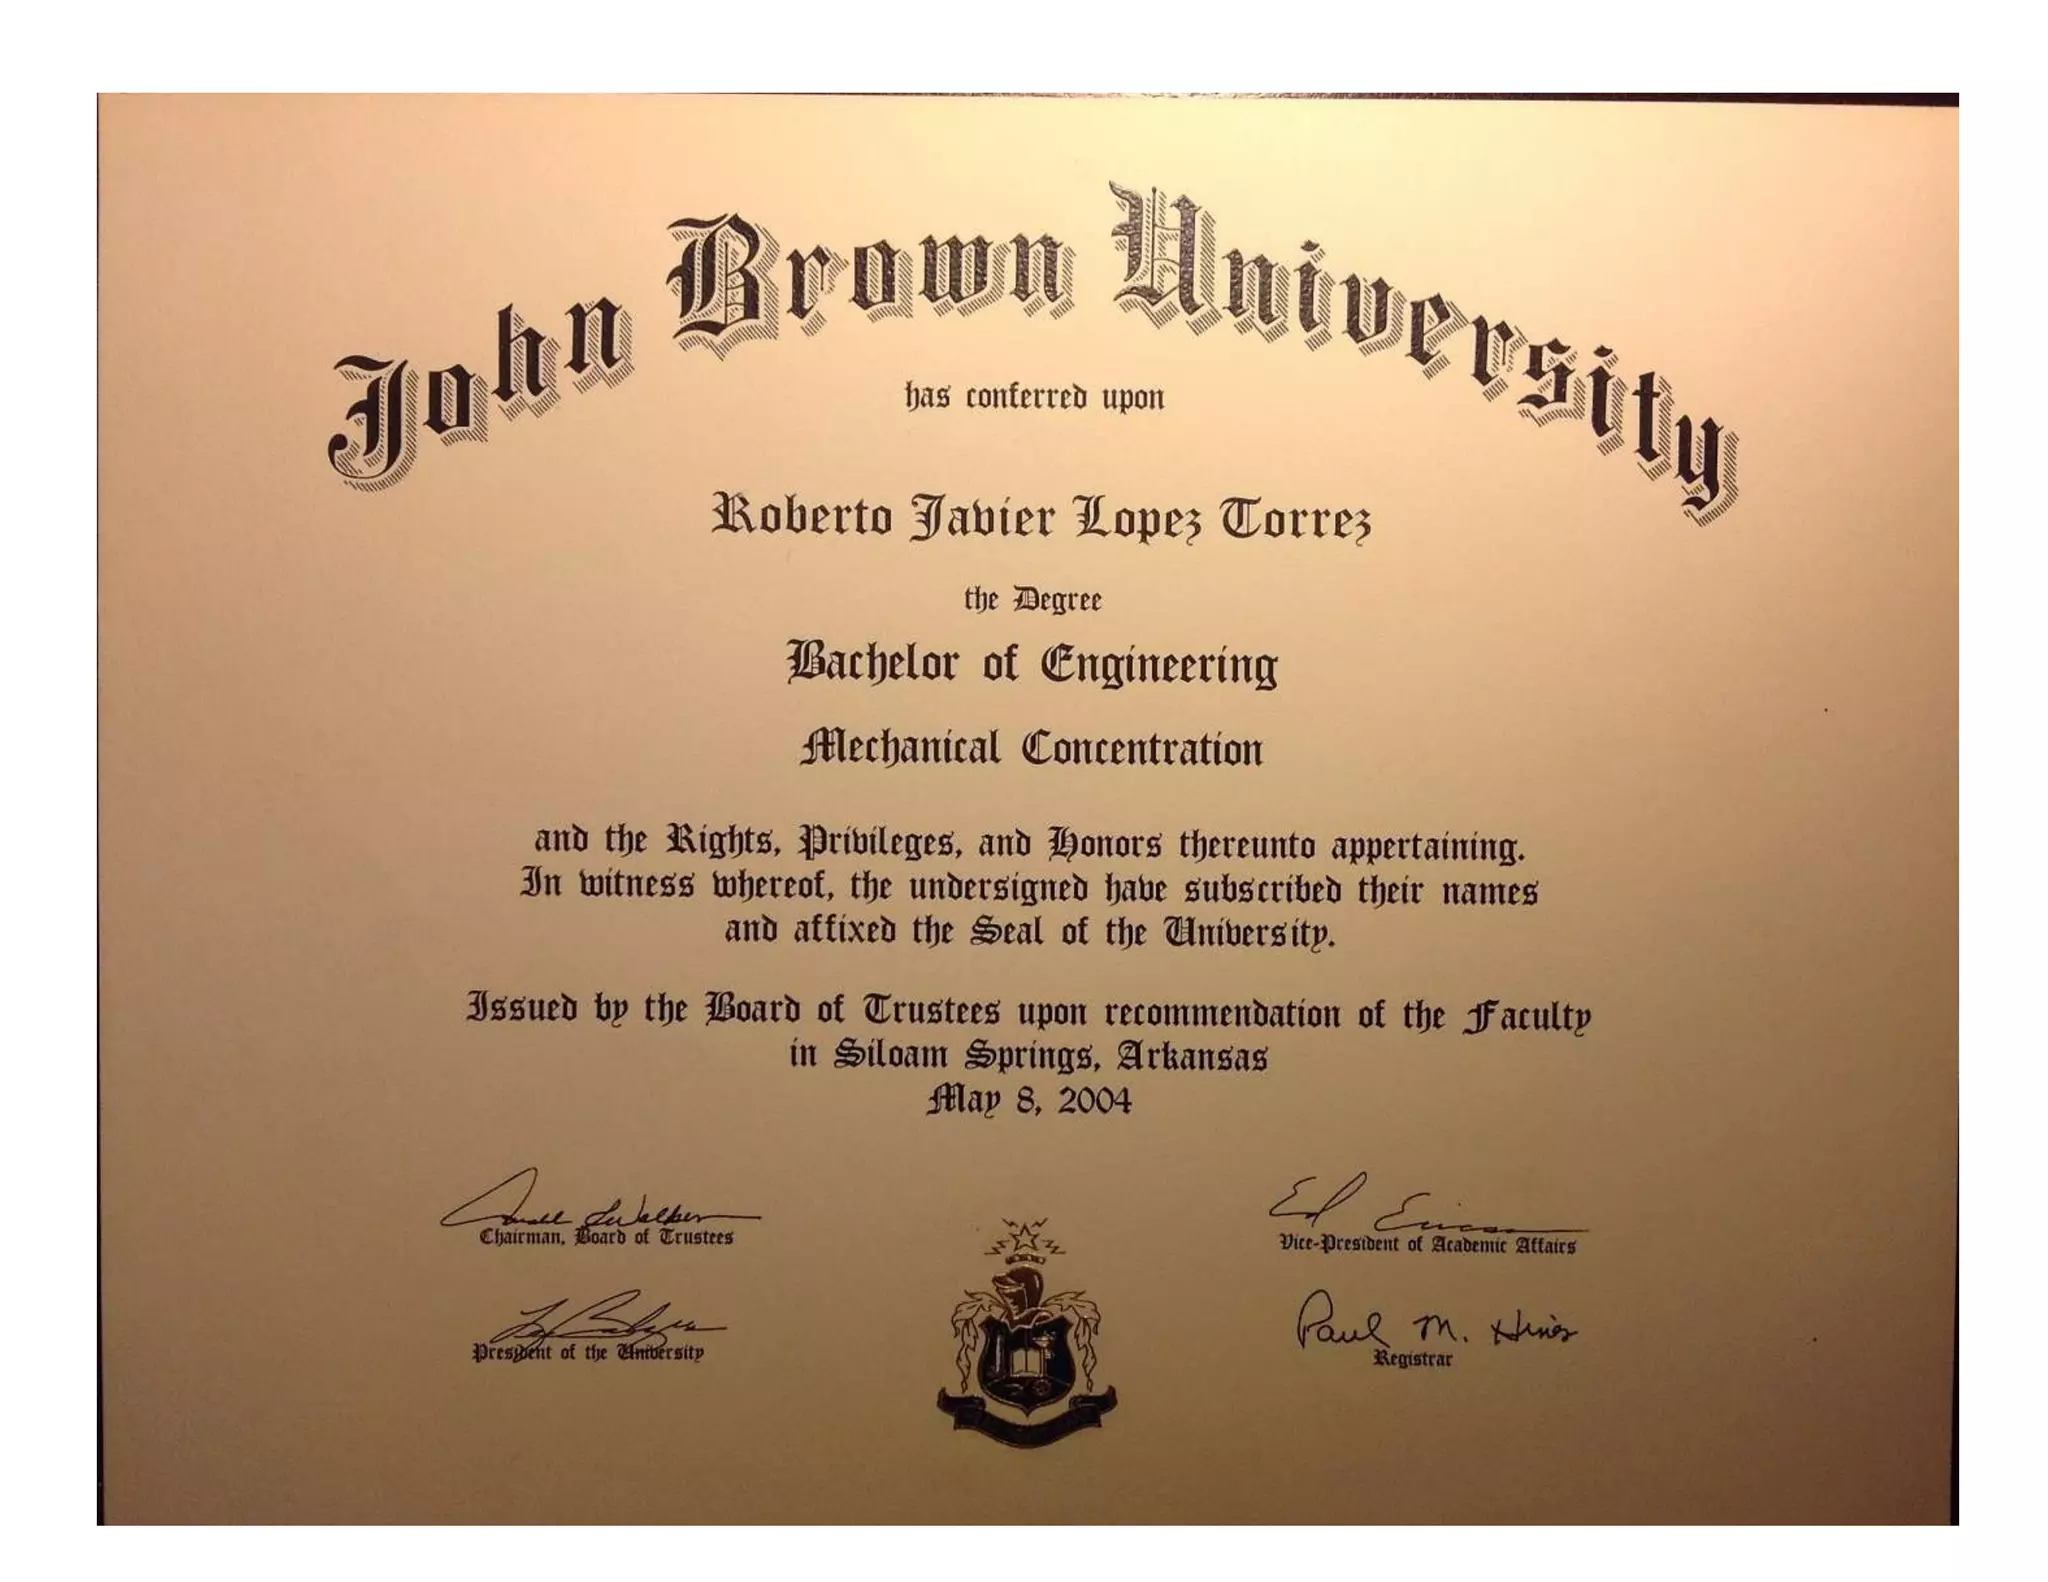 John Brown University
has conferred upon
Roberto Javier Lopez Torrez
the Degree
Bachelor of Engineering
Mechanical Concentration
and the Rights, Privileges, and Honors thereunto appertaining.
In witness whereof, the undersigned have subscribed their names
and affixed the Seal of the University.
Issued by the Board of Trustees upon recommendation of the Faculty
in Siloam Springs, Arkansas
May 8, 2004
Walker
Chairman, Board of Trustees
Ed Ericson
Vice-President of Academic Affairs
President of the University
Paul M.
Registrar